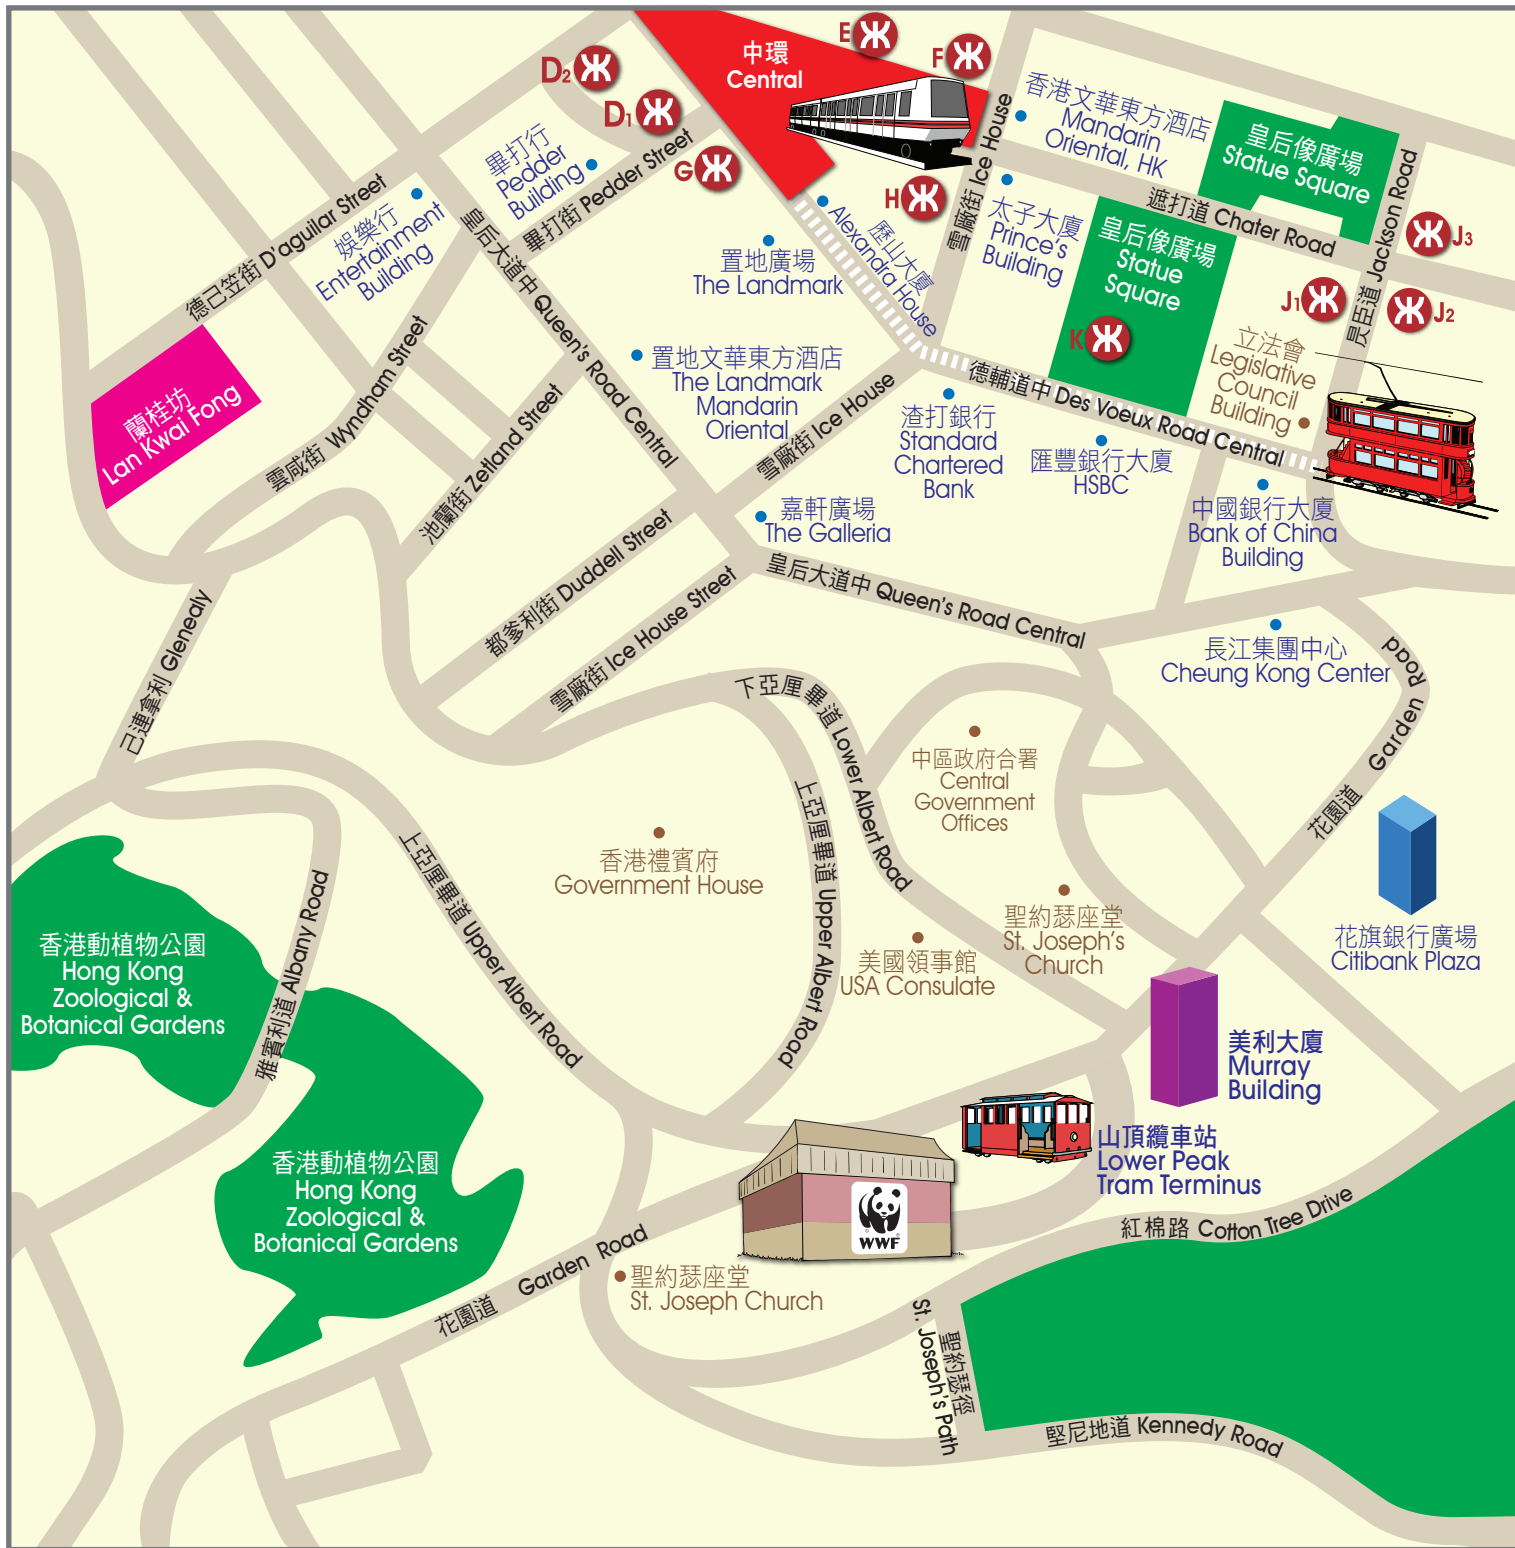 中環
Central
E
F
D2
D1
G
H
香港文華東方酒店
Mandarin
Oriental, HK
皇后像廣場
Statue Square
畢打行
Pedder
Building
畢打街 Pedder Street
德己笠街 D'aguilar Street
娛樂行
Entertainment
Building
皇后大道中 Queen's Road Central
置地廣場
The Landmark
歷山大廈
Alexandra House
雪廠街 Ice House
太子大廈
Prince's
Building
遮打道 Chater Road
皇后像廣場
Statue
Square
K
昃臣道 Jackson Road
J3
J1
J2
立法會
Legislative
Council
Building
蘭桂坊
Lan Kwai Fong
雲咸街 Wyndham Street
池蘭街 Zetland Street
置地文華東方酒店
The Landmark
Mandarin
Oriental
雪廠街 Ice House
德輔道中 Des Voeux Road Central
渣打銀行
Standard
Chartered
Bank
匯豐銀行大廈
HSBC
中國銀行大廈
Bank of China
Building
嘉軒廣場
The Galleria
都爹利街 Duddell Street
雪廠街 Ice House Street
皇后大道中 Queen's Road Central
長江集團中心
Cheung Kong Center
花園道 Garden Road
己連拿利 Glenealy
下亞厘畢道 Lower Albert Road
上亞厘畢道 Upper Albert Road
中區政府合署
Central
Government
Offices
香港禮賓府
Government House
上亞厘畢道 Upper Albert Road
聖約瑟座堂
St. Joseph's
Church
美國領事館
USA Consulate
花旗銀行廣場
Citibank Plaza
香港動植物公園
Hong Kong
Zoological &
Botanical Gardens
雅賓利道 Albany Road
美利大廈
Murray
Building
山頂纜車站
Lower Peak
Tram Terminus
香港動植物公園
Hong Kong
Zoological &
Botanical Gardens
WWF
紅棉路 Cotton Tree Drive
花園道 Garden Road
聖約瑟座堂
St. Joseph Church
聖約瑟徑
St. Joseph's Path
堅尼地道 Kennedy Road